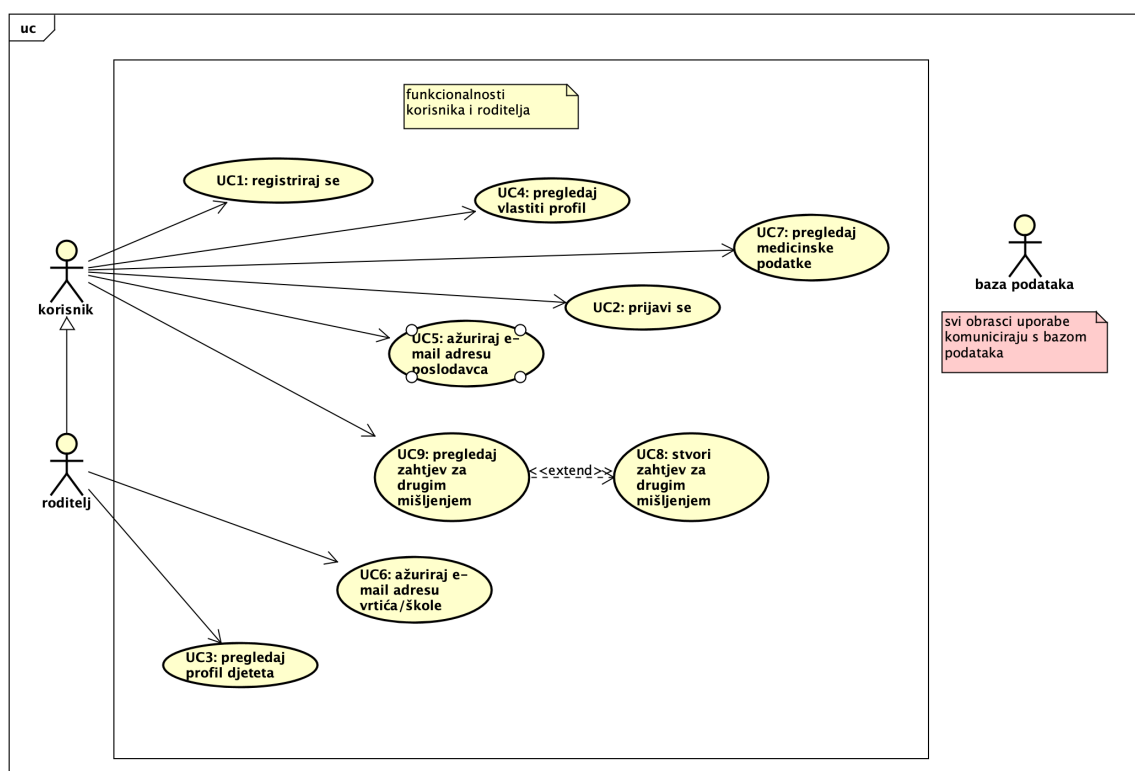 uc
funkcionalnosti
korisnika i roditelja
UC1: registriraj se
UC4: pregledaj
vlastiti profil
UC7: pregledaj
medicinske
podatke
korisnik
baza podataka
UC2: prijavi se
svi obrasci uporabe
komuniciraju s bazom
podataka
UC5: ažuriraj e-
mail adresu
poslodavca
UC9: pregledaj
zahtjev za
drugim
mišljenjem
<<extend>>
UC8: stvori
zahtjev za
drugim
mišljenjem
roditelj
UC6: ažuriraj e-
mail adresu
vrtića/škole
UC3: pregledaj
profil djeteta